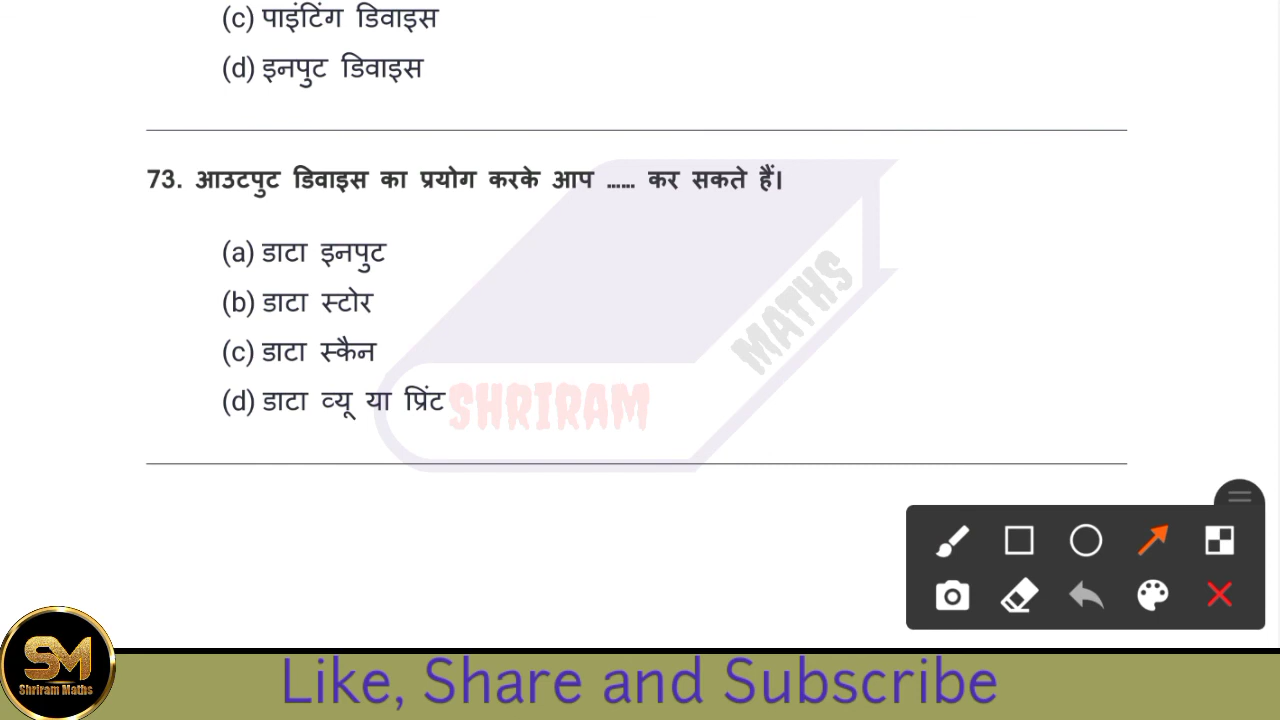 (c) पाइंटिंग डिवाइस
(d) इनपुट डिवाइस
73. आउटपुट डिवाइस का प्रयोग करके आप ...... कर सकते हैं।
(a) डाटा इनपुट
(b) डाटा स्टोर
(c) डाटा स्कैन
(d) डाटा व्यू या प्रिंट
SHRIRAM
MATHS
SM
Shriram Maths
Like, Share and Subscribe